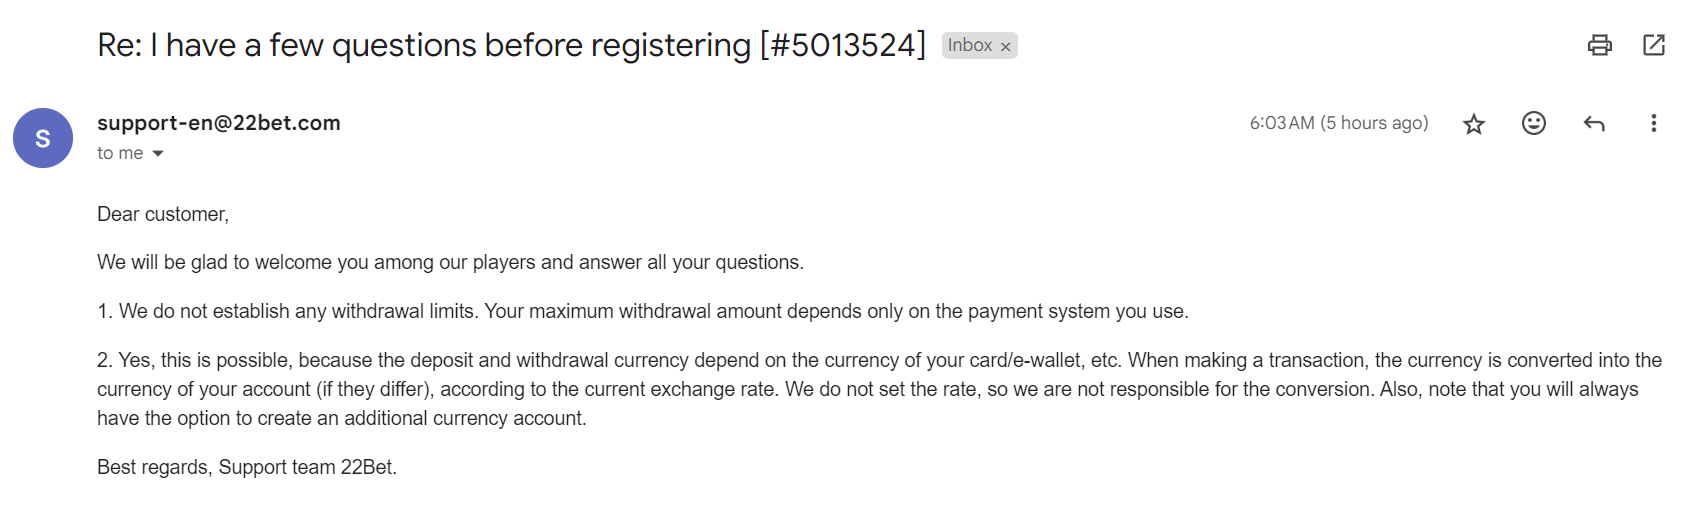 Re: I have a few questions before registering [#5013524] Inbox ×
S
support-en@22bet.com 6:03 AM (5 hours ago)
to me
Dear customer,
We will be glad to welcome you among our players and answer all your questions.
1. We do not establish any withdrawal limits. Your maximum withdrawal amount depends only on the payment system you use.
2. Yes, this is possible, because the deposit and withdrawal currency depend on the currency of your card/e-wallet, etc. When making a transaction, the currency is converted into the
currency of your account (if they differ), according to the current exchange rate. We do not set the rate, so we are not responsible for the conversion. Also, note that you will always
have the option to create an additional currency account.
Best regards, Support team 22Bet.